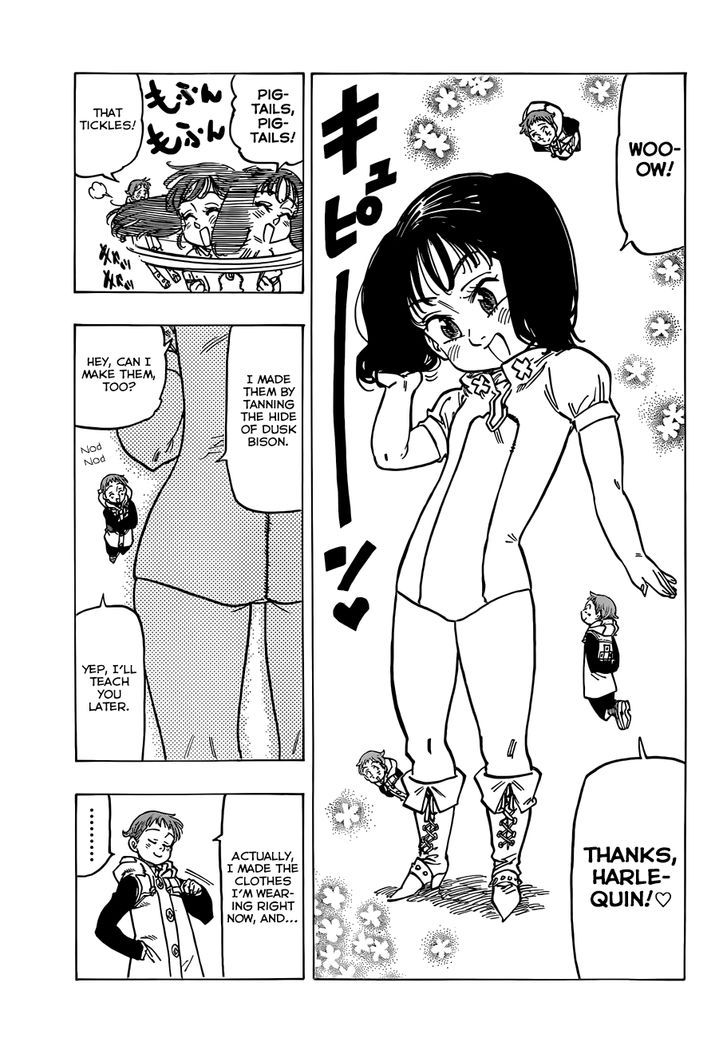 WOO-
OW!
キュピーン♥
THANKS,
HARLE-
QUIN!♡
PIG-
TAILS,
PIG-
TAILS!
もふん
もふん
THAT
TICKLES!
I MADE
THEM BY
TANNING
THE HIDE
OF DUSK
BISON.
HEY, CAN I
MAKE THEM,
TOO?
NOD
NOD
YEP, I'LL
TEACH
YOU
LATER.
ACTUALLY,
I MADE THE
CLOTHES
I'M WEAR-
ING RIGHT
NOW, AND...
.........